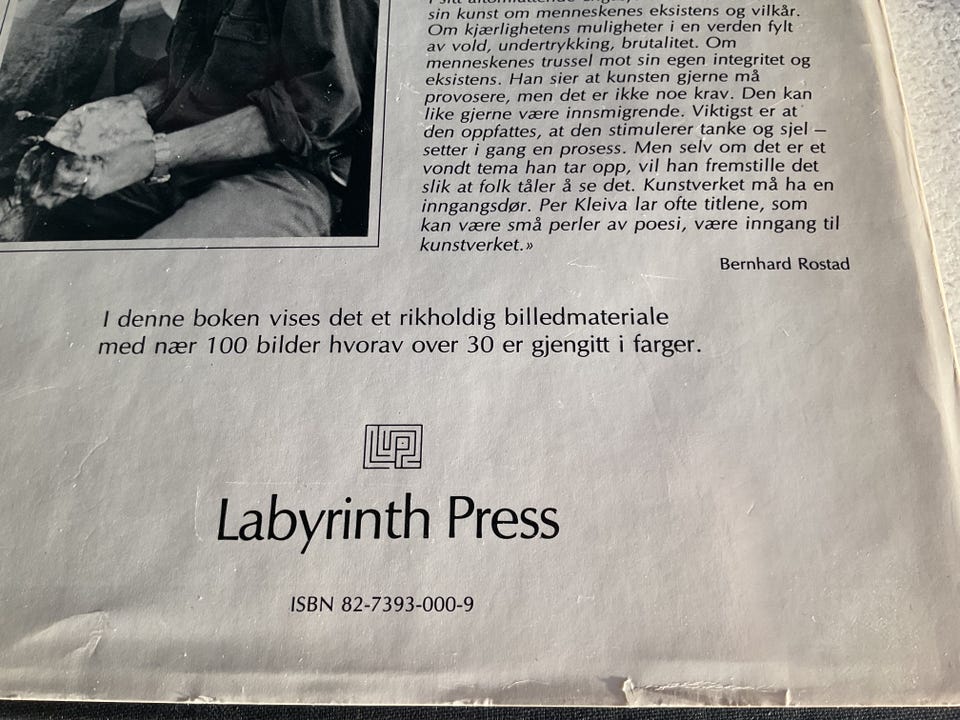 sin kunst om menneskenes eksistens og vilkår.
Om kjærlighetens muligheter i en verden fylt
av vold, undertrykking, brutalitet. Om
menneskenes trussel mot sin egen integritet og
eksistens. Han sier at kunsten gjerne må
provosere, men det er ikke noe krav. Den kan
like gjerne være innsmigrende. Viktigst er at
den oppfattes, at den stimulerer tanke og sjel –
setter i gang en prosess. Men selv om det er et
vondt tema han tar opp, vil han fremstille det
slik at folk tåler å se det. Kunstverket må ha en
inngangsdør. Per Kleiva lar ofte titlene, som
kan være små perler av poesi, være inngang til
kunstverket.»
Bernhard Rostad
I denne boken vises det et rikholdig billedmateriale
med nær 100 bilder hvorav over 30 er gjengitt i farger.
Labyrinth Press
ISBN 82-7393-000-9